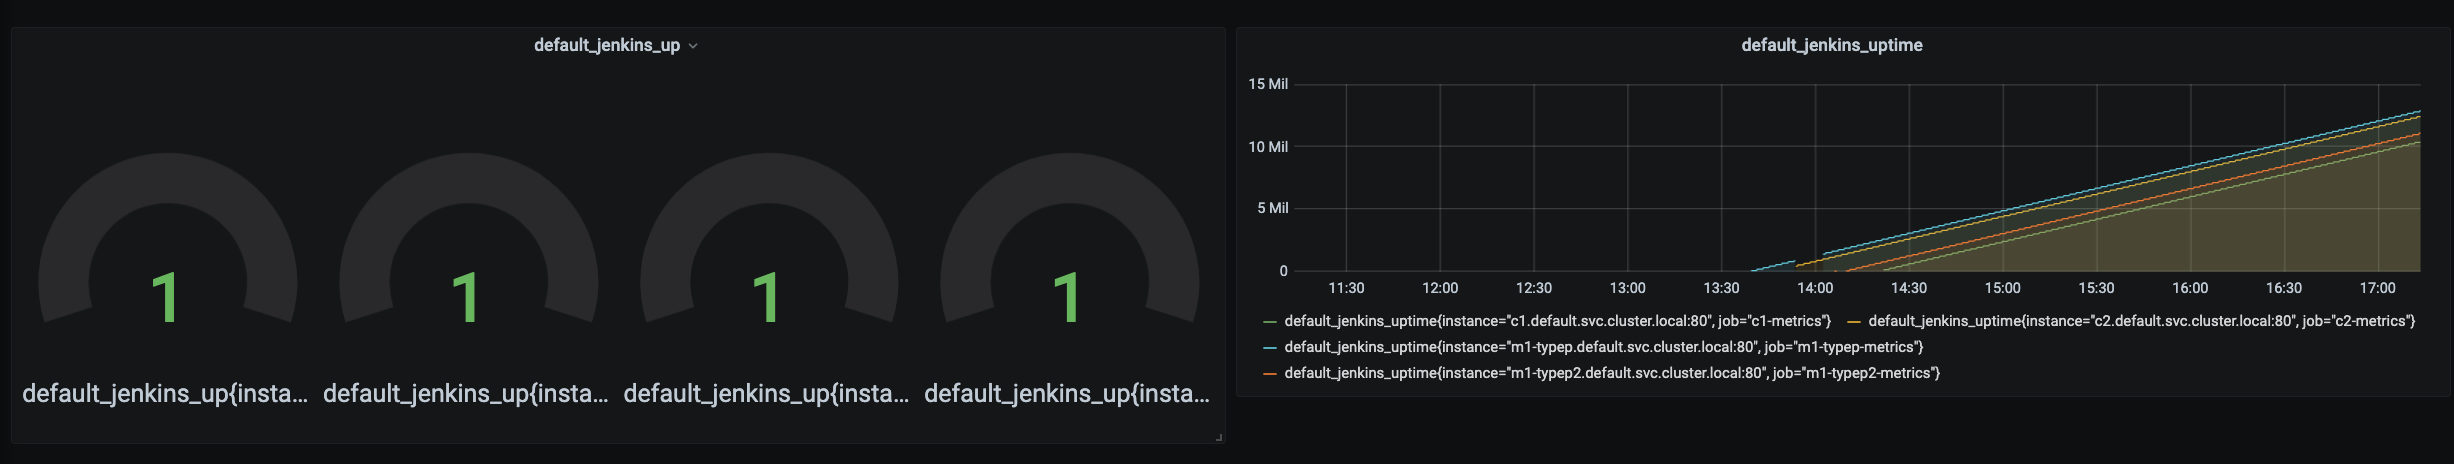 default_jenkins_up
1 1 1 1
default_jenkins_up{insta... default_jenkins_up{insta... default_jenkins_up{insta... default_jenkins_up{insta...
default_jenkins_uptime
15 Mil
10 Mil
5 Mil
0
11:30 12:00 12:30 13:00 13:30 14:00 14:30 15:00 15:30 16:00 16:30 17:00
default_jenkins_uptime{instance="c1.default.svc.cluster.local:80", job="c1-metrics"} default_jenkins_uptime{instance="c2.default.svc.cluster.local:80", job="c2-metrics"}
default_jenkins_uptime{instance="m1-typep.default.svc.cluster.local:80", job="m1-typep-metrics"}
default_jenkins_uptime{instance="m1-typep2.default.svc.cluster.local:80", job="m1-typep2-metrics"}